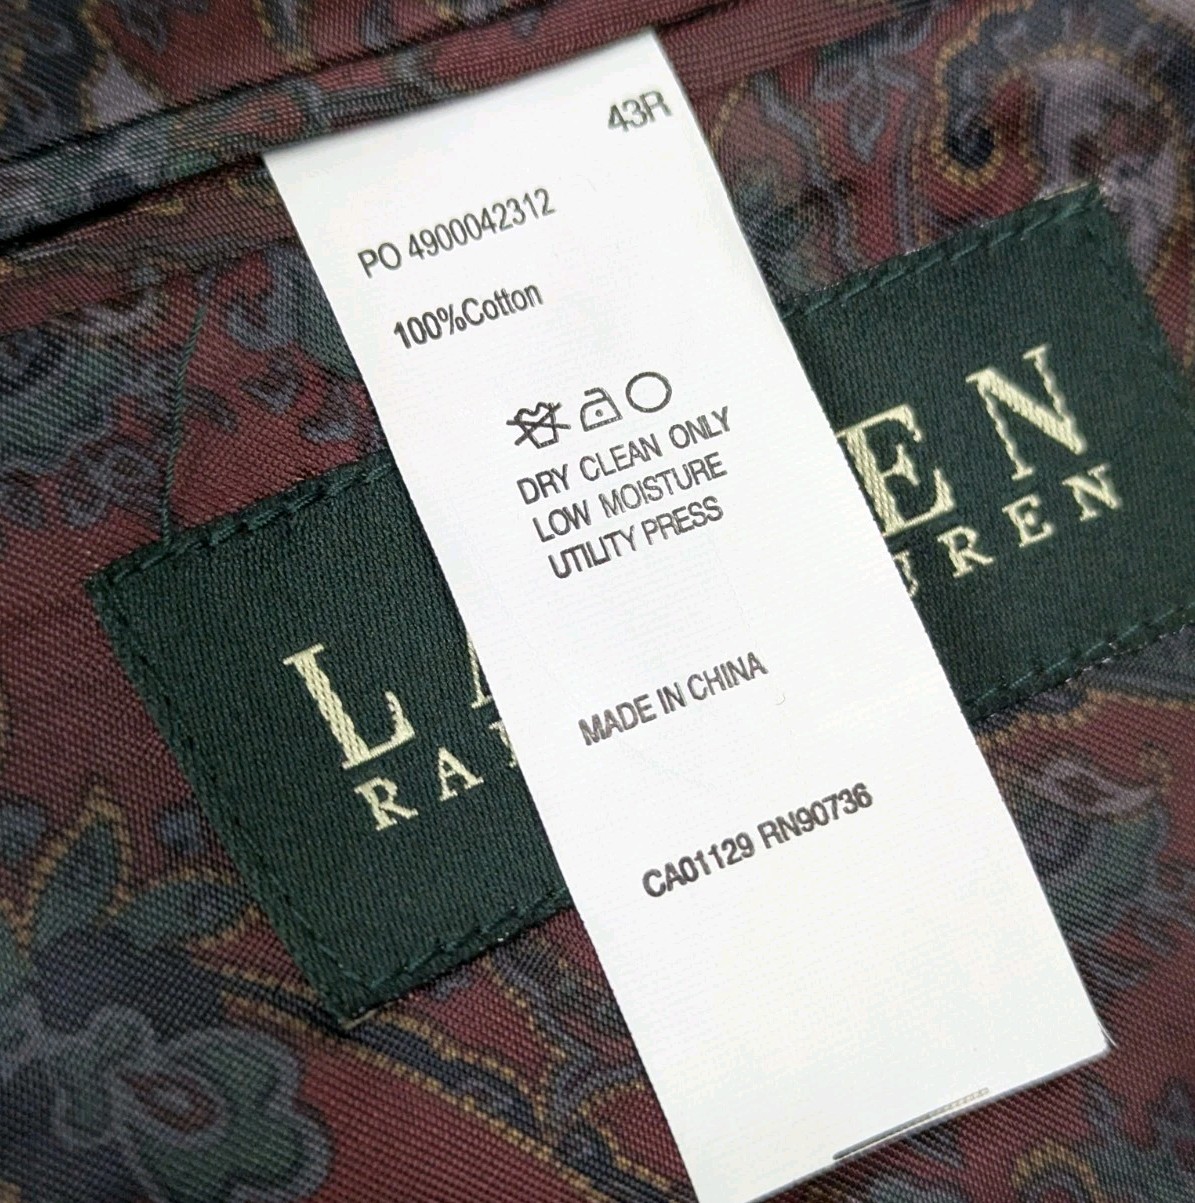 43R
PO 4900042312
100%Cotton
DRY CLEAN ONLY
LOW MOISTURE
UTILITY PRESS
MADE IN CHINA
CA01129 RN90736
L EN
RA UREN